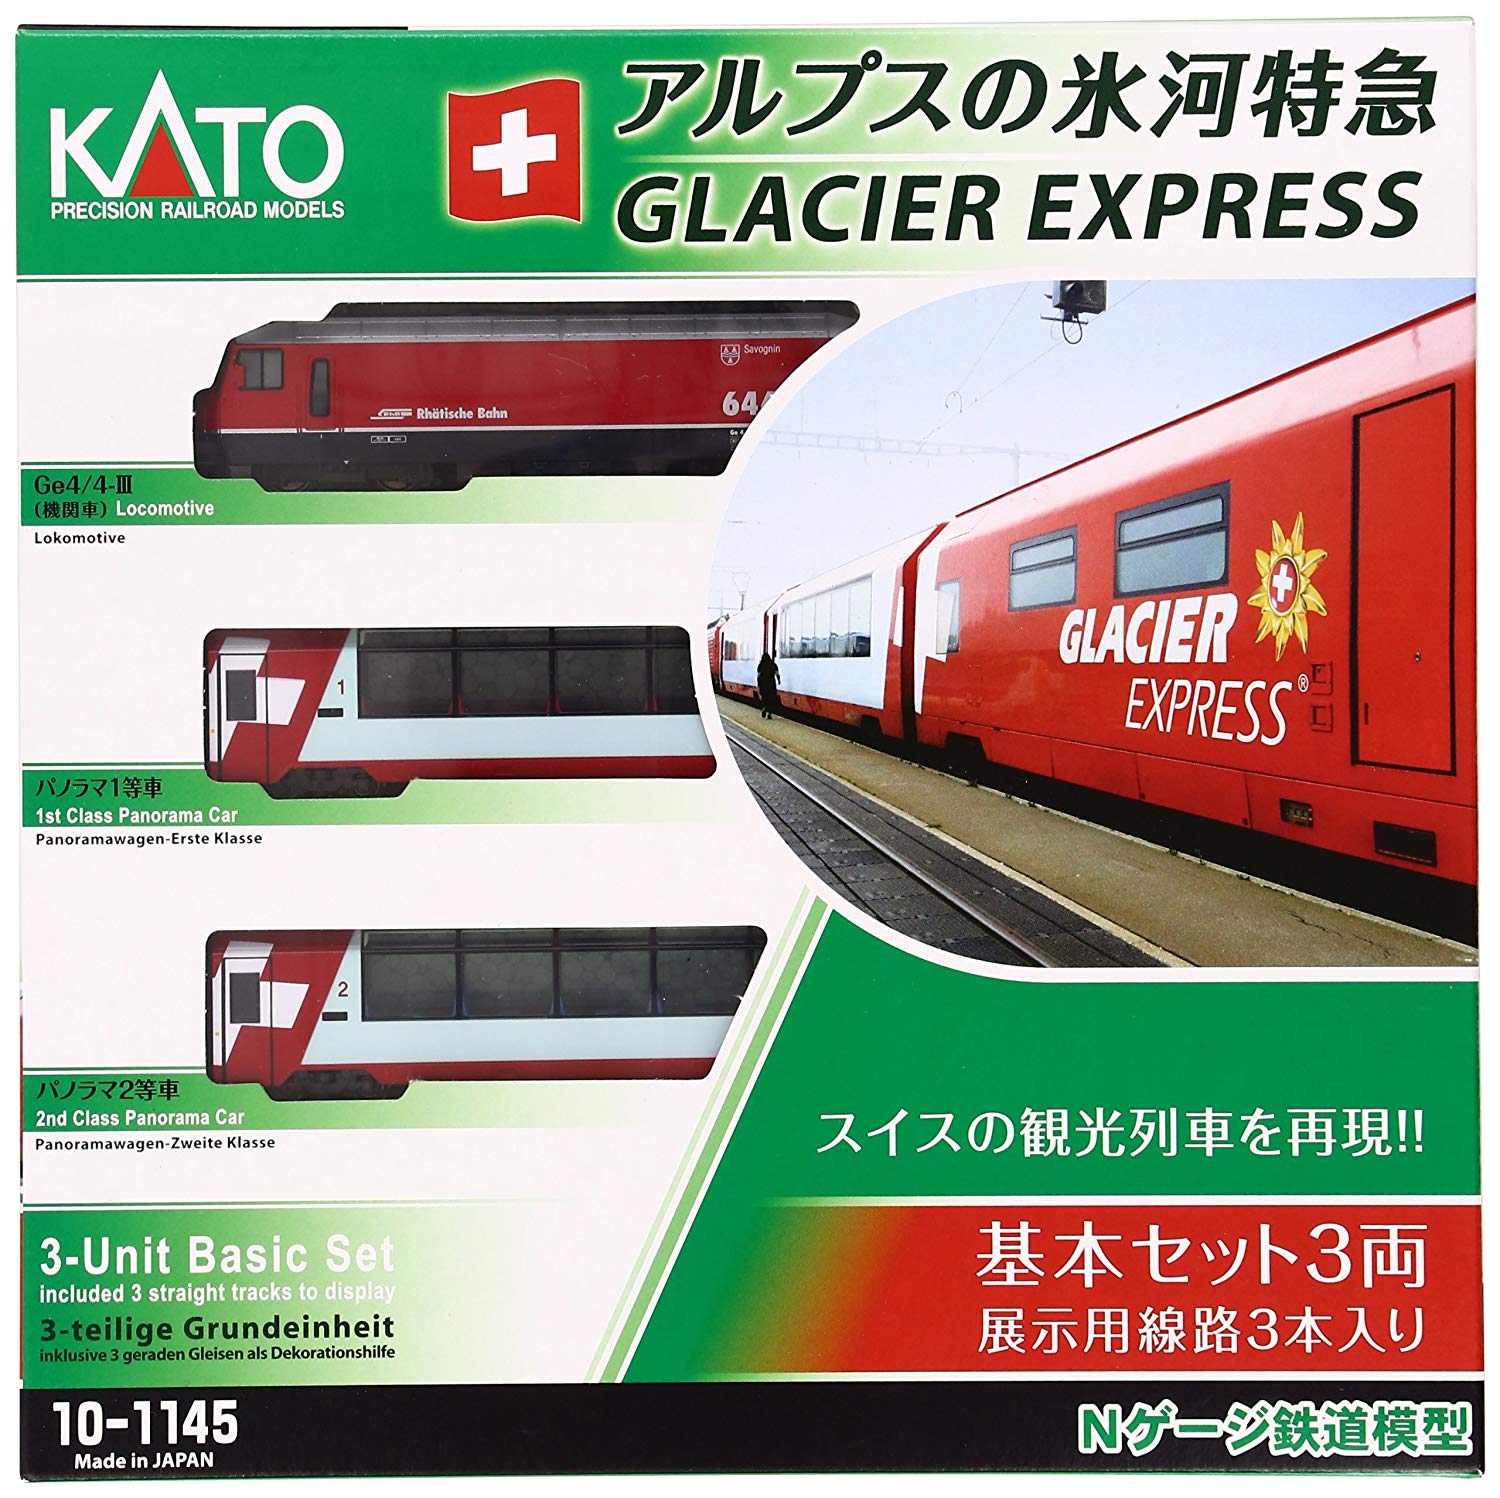 KATO
PRECISION RAILROAD MODELS
アルプスの氷河特急
GLACIER EXPRESS
Savognin
Rhätische Bahn
64
Ge 4
Ge4/4-Ⅲ
(機関車) Locomotive
Lokomotive
GLACIER
EXPRESS®
1
パノラマ1等車
1st Class Panorama Car
Panoramawagen-Erste Klasse
2
パノラマ2等車
2nd Class Panorama Car
Panoramawagen-Zweite Klasse
スイスの観光列車を再現!!
3-Unit Basic Set
included 3 straight tracks to display
3-teilige Grundeinheit
inklusive 3 geraden Gleisen als Dekorationshilfe
基本セット3両
展示用線路3本入り
10-1145
Made in JAPAN
Nゲージ鉄道模型